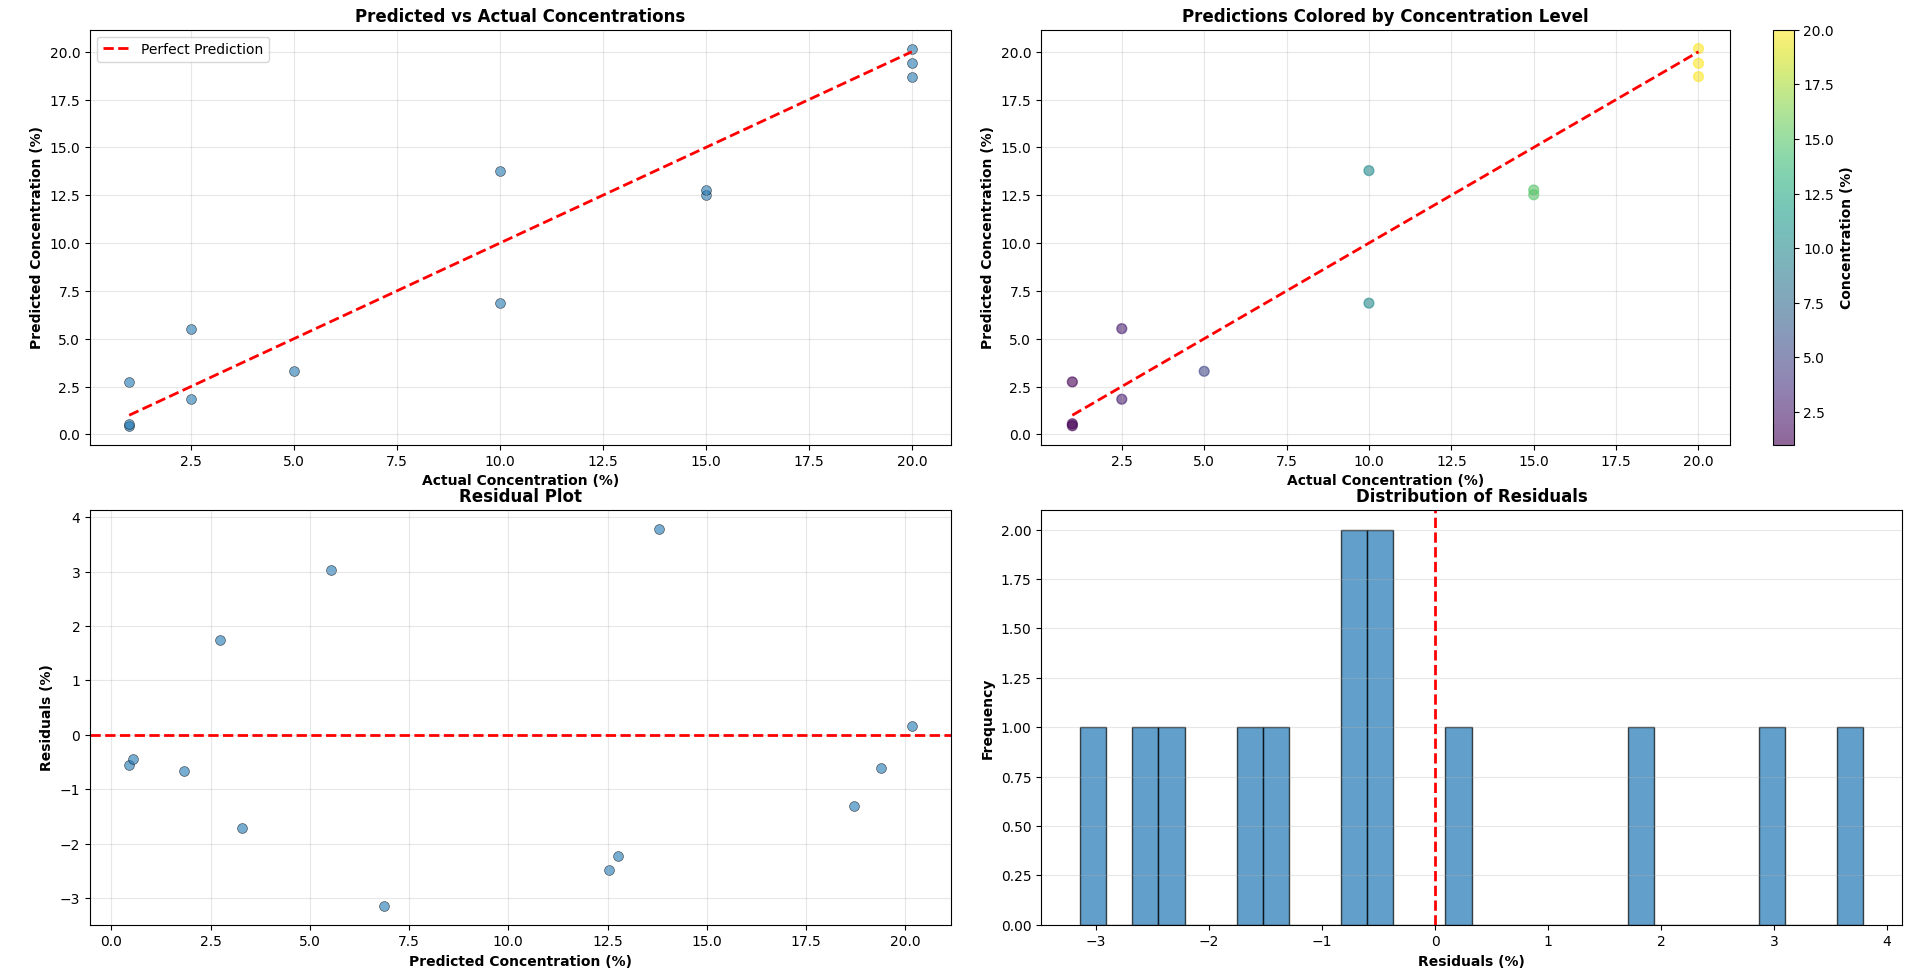 Predicted vs Actual Concentrations
Perfect Prediction
20.0
17.5
15.0
12.5
10.0
7.5
5.0
2.5
0.0
Predicted Concentration (%)
2.5 5.0 7.5 10.0 12.5 15.0 17.5 20.0
Actual Concentration (%)
Predictions Colored by Concentration Level
20.0
17.5
15.0
12.5
10.0
7.5
5.0
2.5
0.0
Predicted Concentration (%)
2.5 5.0 7.5 10.0 12.5 15.0 17.5 20.0
Actual Concentration (%)
20.0
17.5
15.0
12.5
10.0
7.5
5.0
2.5
Concentration (%)
Residual Plot
4
3
2
1
0
−1
−2
−3
Residuals (%)
0.0 2.5 5.0 7.5 10.0 12.5 15.0 17.5 20.0
Predicted Concentration (%)
Distribution of Residuals
2.00
1.75
1.50
1.25
1.00
0.75
0.50
0.25
0.00
Frequency
−3 −2 −1 0 1 2 3 4
Residuals (%)